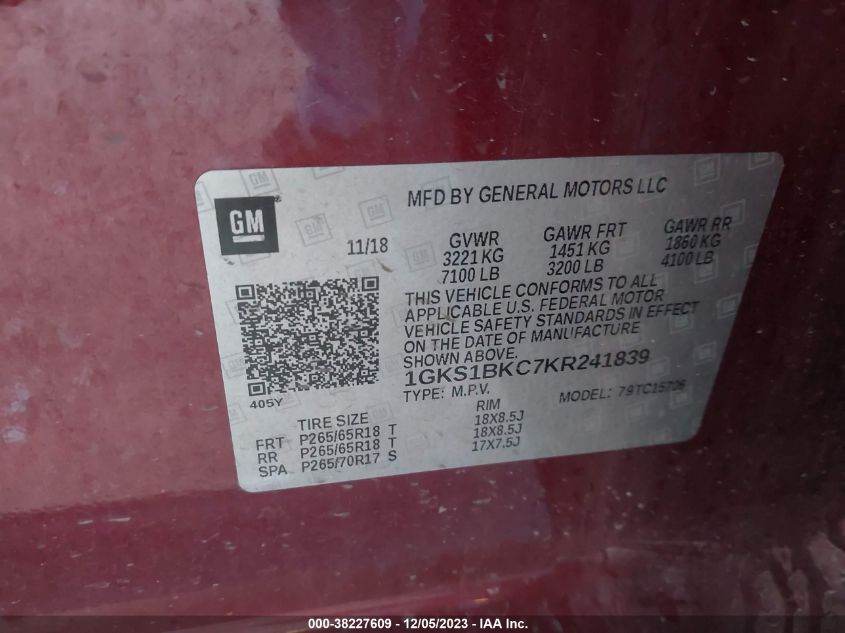 GM
MFD BY GENERAL MOTORS LLC
11/18
GVWR GAWR FRT GAWR RR
3221 KG 1451 KG 1860 KG
7100 LB 3200 LB 4100 LB
THIS VEHICLE CONFORMS TO ALL
APPLICABLE U.S. FEDERAL MOTOR
VEHICLE SAFETY STANDARDS IN EFFECT
ON THE DATE OF MANUFACTURE
SHOWN ABOVE.
1GKS1BKC7KR241839
TYPE: M.P.V. MODEL: 79TC15706
405Y
TIRE SIZE RIM
FRT P265/65R18 T 18X8.5J
RR P265/65R18 T 18X8.5J
SPA P265/70R17 S 17X7.5J
000-38227609 - 12/05/2023 - IAA Inc.